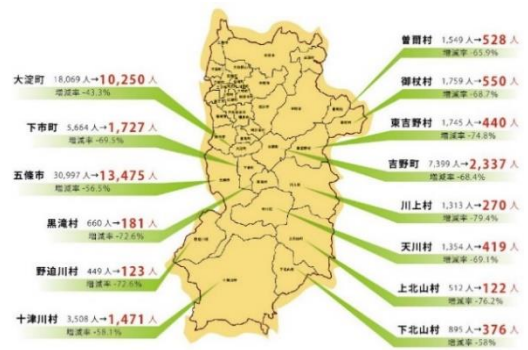 大淀町 18,069人→10,250人
増減率 -43.3%
下市町 5,664人→1,727人
増減率 -69.5%
五條市 30,997人→13,475人
増減率 -56.5%
黒滝村 660人→181人
増減率 -72.6%
野迫川村 449人→123人
増減率 -72.6%
十津川村 3,508人→1,471人
増減率 -58.1%
曽爾村 1,549人→528人
増減率 -65.9%
御杖村 1,759人→550人
増減率 -68.7%
東吉野村 1,745人→440人
増減率 -74.8%
吉野町 7,399人→2,337人
増減率 -68.4%
川上村 1,313人→270人
増減率 -79.4%
天川村 1,354人→419人
増減率 -69.1%
上北山村 512人→122人
増減率 -76.2%
下北山村 895人→376人
増減率 -58%